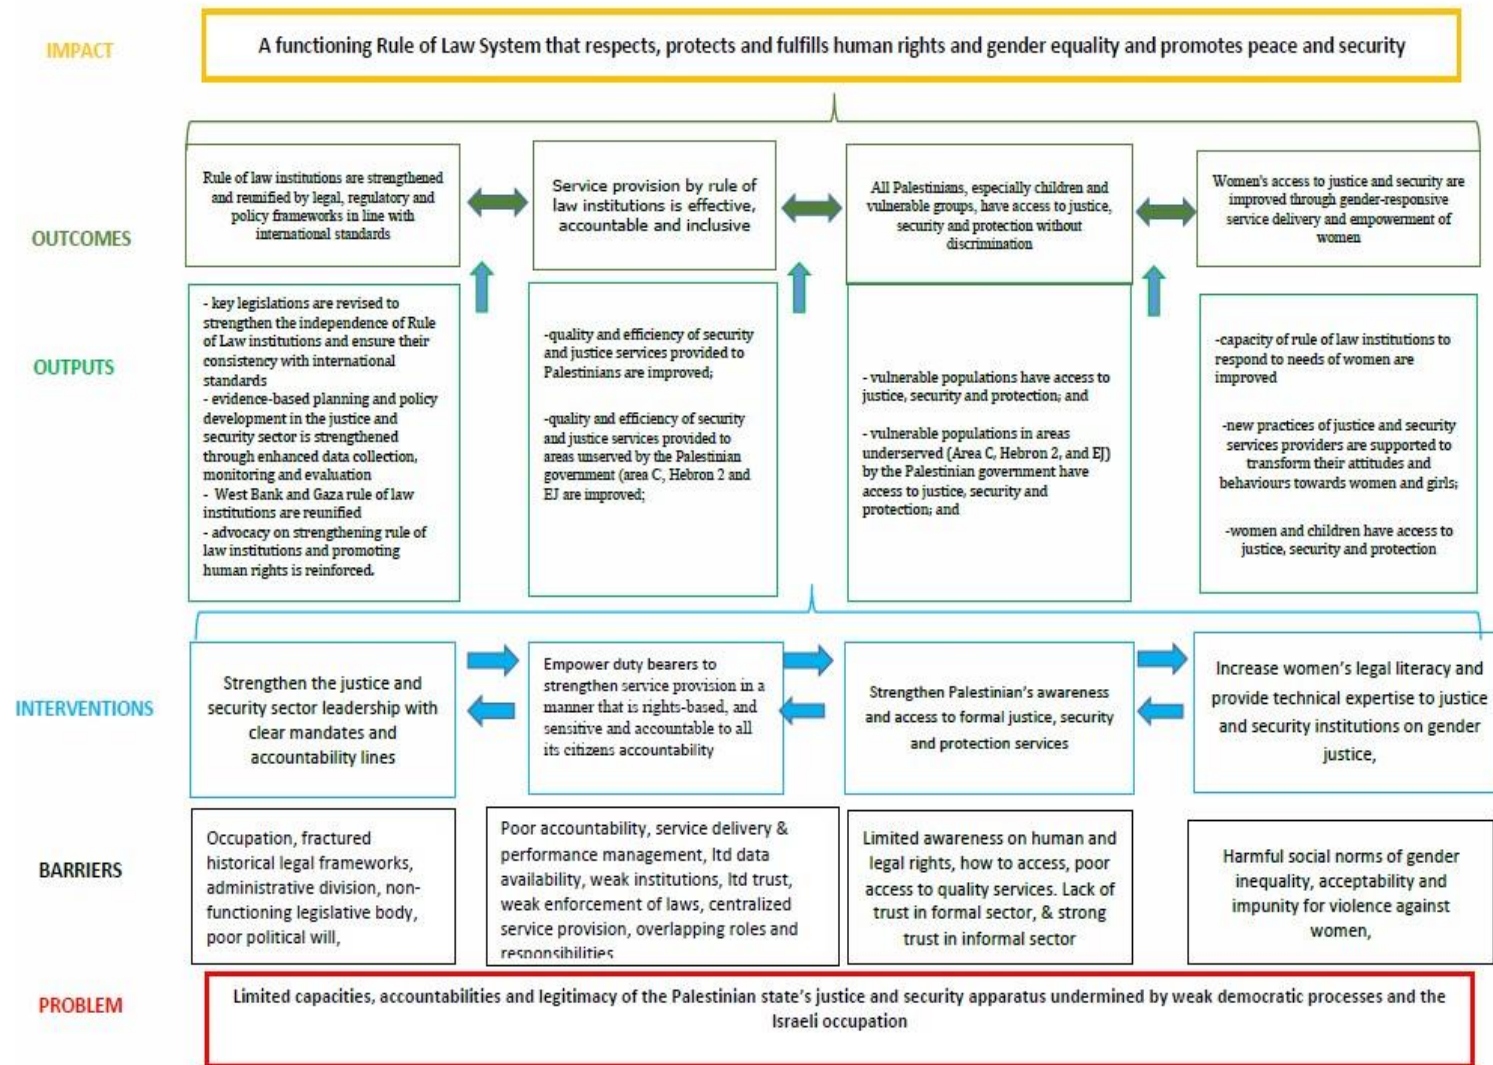 IMPACT
A functioning Rule of Law System that respects, protects and fulfills human rights and gender equality and promotes peace and security
OUTCOMES
Rule of law institutions are strengthened
and reunified by legal, regulatory and
policy frameworks in line with
international standards
Service provision by rule of
law institutions is effective,
accountable and inclusive
All Palestinians, especially children and
vulnerable groups, have access to justice,
security and protection without
discrimination
Women's access to justice and security are
improved through gender-responsive
service delivery and empowerment of
women
OUTPUTS
- key legislations are revised to
strengthen the independence of Rule
of Law institutions and ensure their
consistency with international
standards
- evidence-based planning and policy
development in the justice and
security sector is strengthened
through enhanced data collection,
monitoring and evaluation
- West Bank and Gaza rule of law
institutions are reunified
- advocacy on strengthening rule of
law institutions and promoting
human rights is reinforced.
-quality and efficiency of security
and justice services provided to
Palestinians are improved;
-quality and efficiency of security
and justice services provided to
areas unserved by the Palestinian
government (area C, Hebron 2 and
EJ are improved;
- vulnerable populations have access to
justice, security and protection; and
- vulnerable populations in areas
underserved (Area C, Hebron 2, and EJ)
by the Palestinian government have
access to justice, security and
protection; and
-capacity of rule of law institutions to
respond to needs of women are
improved
-new practices of justice and security
services providers are supported to
transform their attitudes and
behaviours towards women and girls;
-women and children have access to
justice, security and protection
INTERVENTIONS
Strengthen the justice and
security sector leadership with
clear mandates and
accountability lines
Empower duty bearers to
strengthen service provision in a
manner that is rights-based, and
sensitive and accountable to all
its citizens accountability
Strengthen Palestinian's awareness
and access to formal justice, security
and protection services
Increase women's legal literacy and
provide technical expertise to justice
and security institutions on gender
justice,
BARRIERS
Occupation, fractured
historical legal frameworks,
administrative division, non-
functioning legislative body,
poor political will,
Poor accountability, service delivery &
performance management, ltd data
availability, weak institutions, ltd trust,
weak enforcement of laws, centralized
service provision, overlapping roles and
responsibilities
Limited awareness on human and
legal rights, how to access, poor
access to quality services. Lack of
trust in formal sector, & strong
trust in informal sector
Harmful social norms of gender
inequality, acceptability and
impunity for violence against
women,
PROBLEM
Limited capacities, accountabilities and legitimacy of the Palestinian state's justice and security apparatus undermined by weak democratic processes and the
Israeli occupation